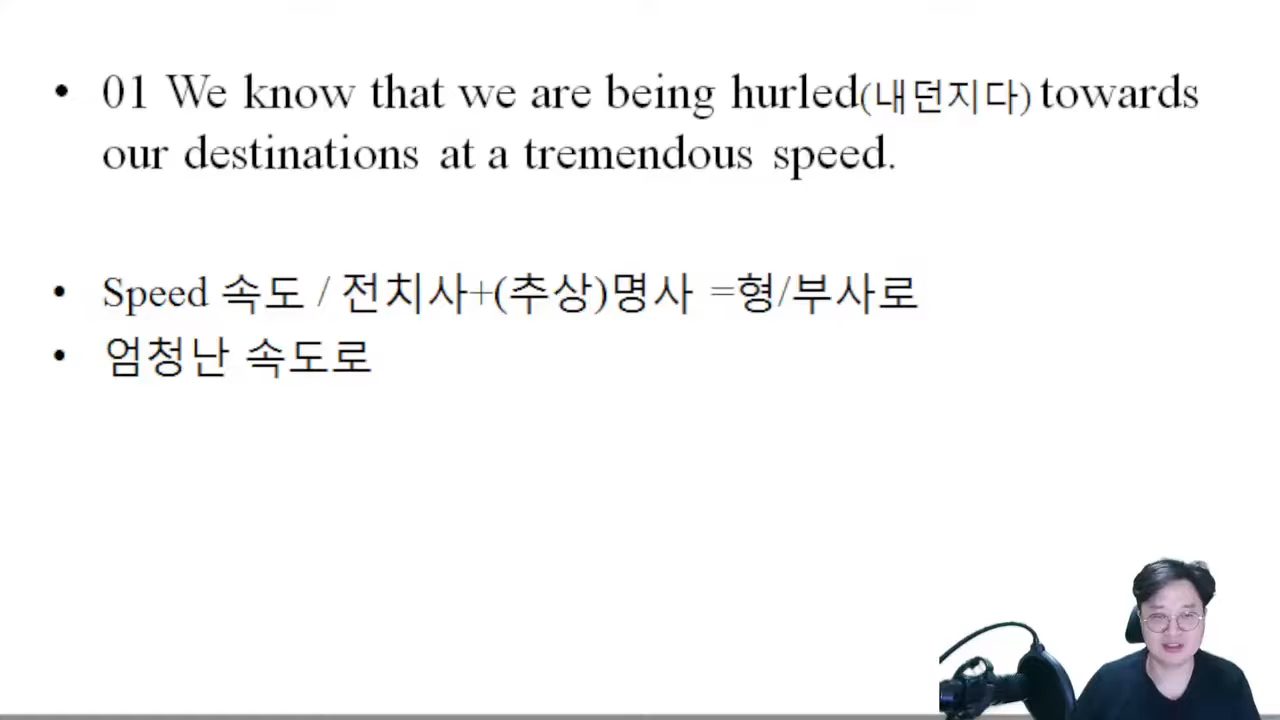 • 01 We know that we are being hurled(내던지다) towards
our destinations at a tremendous speed.
• Speed 속도 / 전치사+(추상)명사 =형/부사로
• 엄청난 속도로